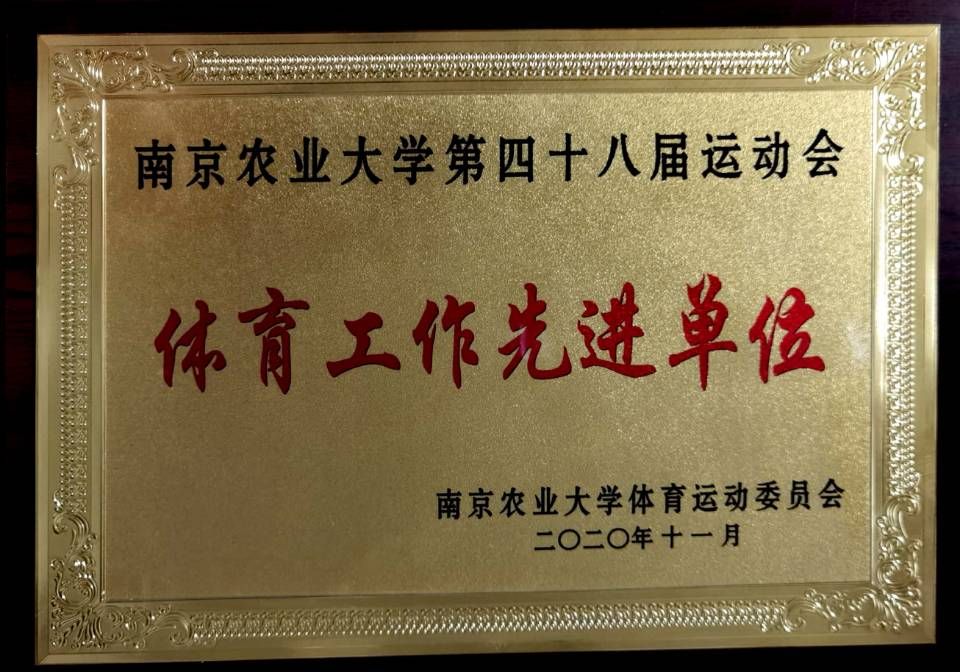 南京农业大学第四十八届运动会
体育工作先进单位
南京农业大学体育运动委员会
二〇二〇年十一月